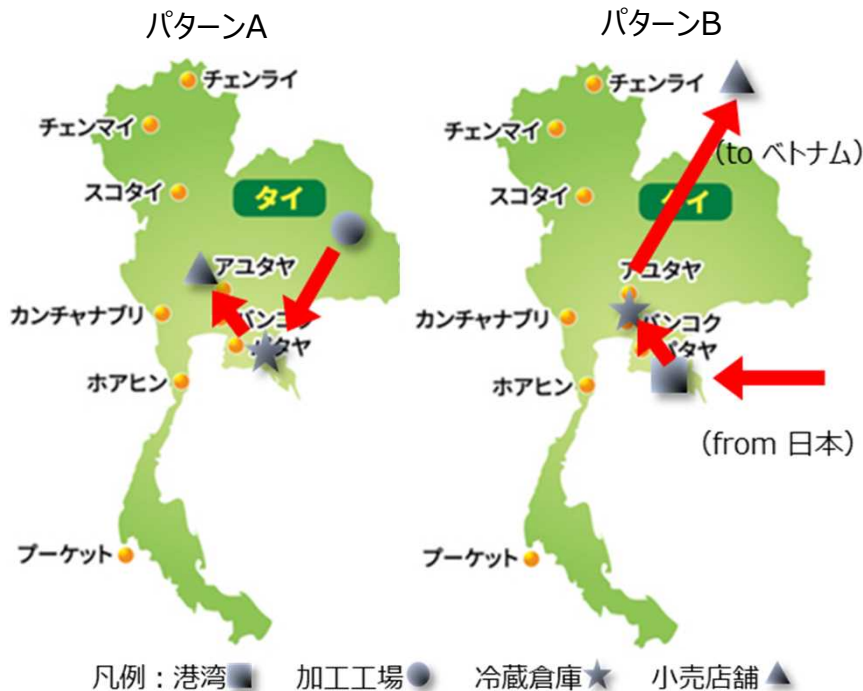 パターンA
チェンライ
チェンマイ
スコタイ
タイ
アユタヤ
カンチャナブリ
バンコク
パタヤ
ホアヒン
プーケット
パターンB
チェンライ
(to ベトナム)
チェンマイ
スコタイ
タイ
アユタヤ
カンチャナブリ
バンコク
パタヤ
ホアヒン
(from 日本)
プーケット
凡例：港湾■ 加工工場● 冷蔵倉庫★ 小売店舗▲